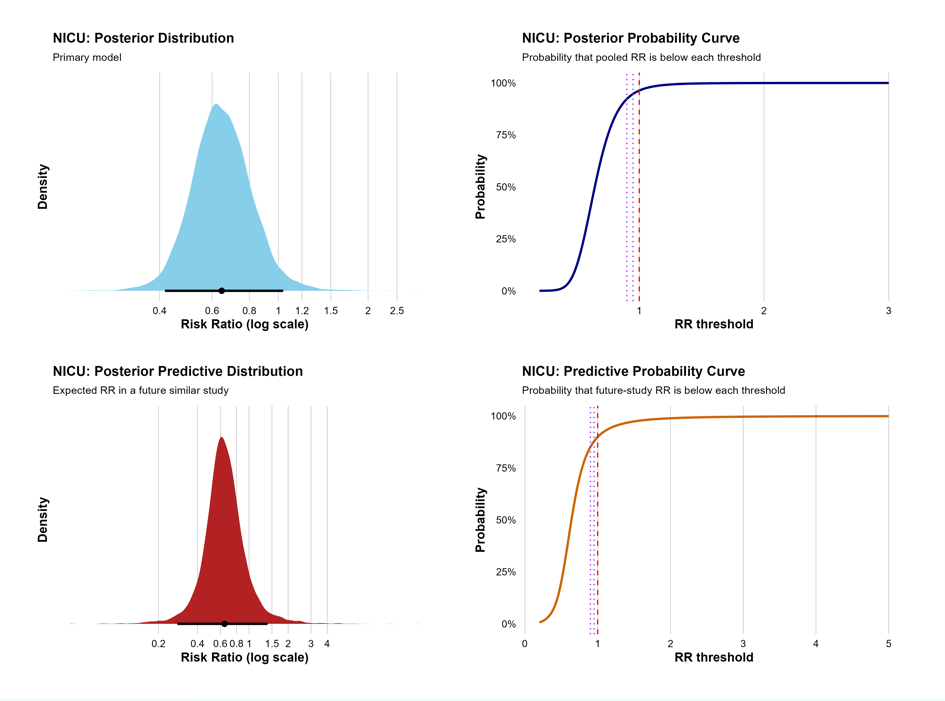 NICU: Posterior Distribution
Primary model
Density
0.4 0.6 0.8 1 1.2 1.5 2 2.5
Risk Ratio (log scale)
NICU: Posterior Probability Curve
Probability that pooled RR is below each threshold
Probability
100%
75%
50%
25%
0%
1 2 3
RR threshold
NICU: Posterior Predictive Distribution
Expected RR in a future similar study
Density
0.2 0.4 0.6 0.8 1 1.5 2 3 4
Risk Ratio (log scale)
NICU: Predictive Probability Curve
Probability that future-study RR is below each threshold
Probability
100%
75%
50%
25%
0%
0 1 2 3 4 5
RR threshold